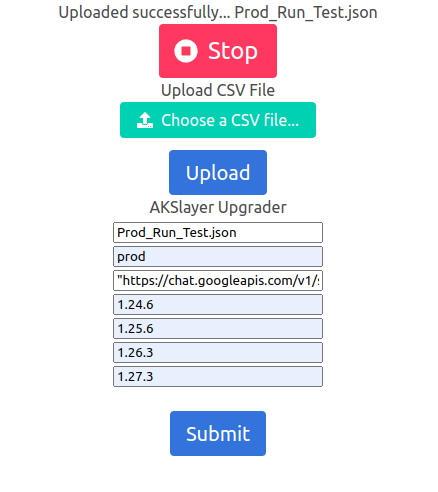 Uploaded successfully... Prod_Run_Test.json
Stop
Upload CSV File
Choose a CSV file...
Upload
AKSlayer Upgrader
Prod_Run_Test.json
prod
"https://chat.googleapis.com/v1/s
1.24.6
1.25.6
1.26.3
1.27.3
Submit